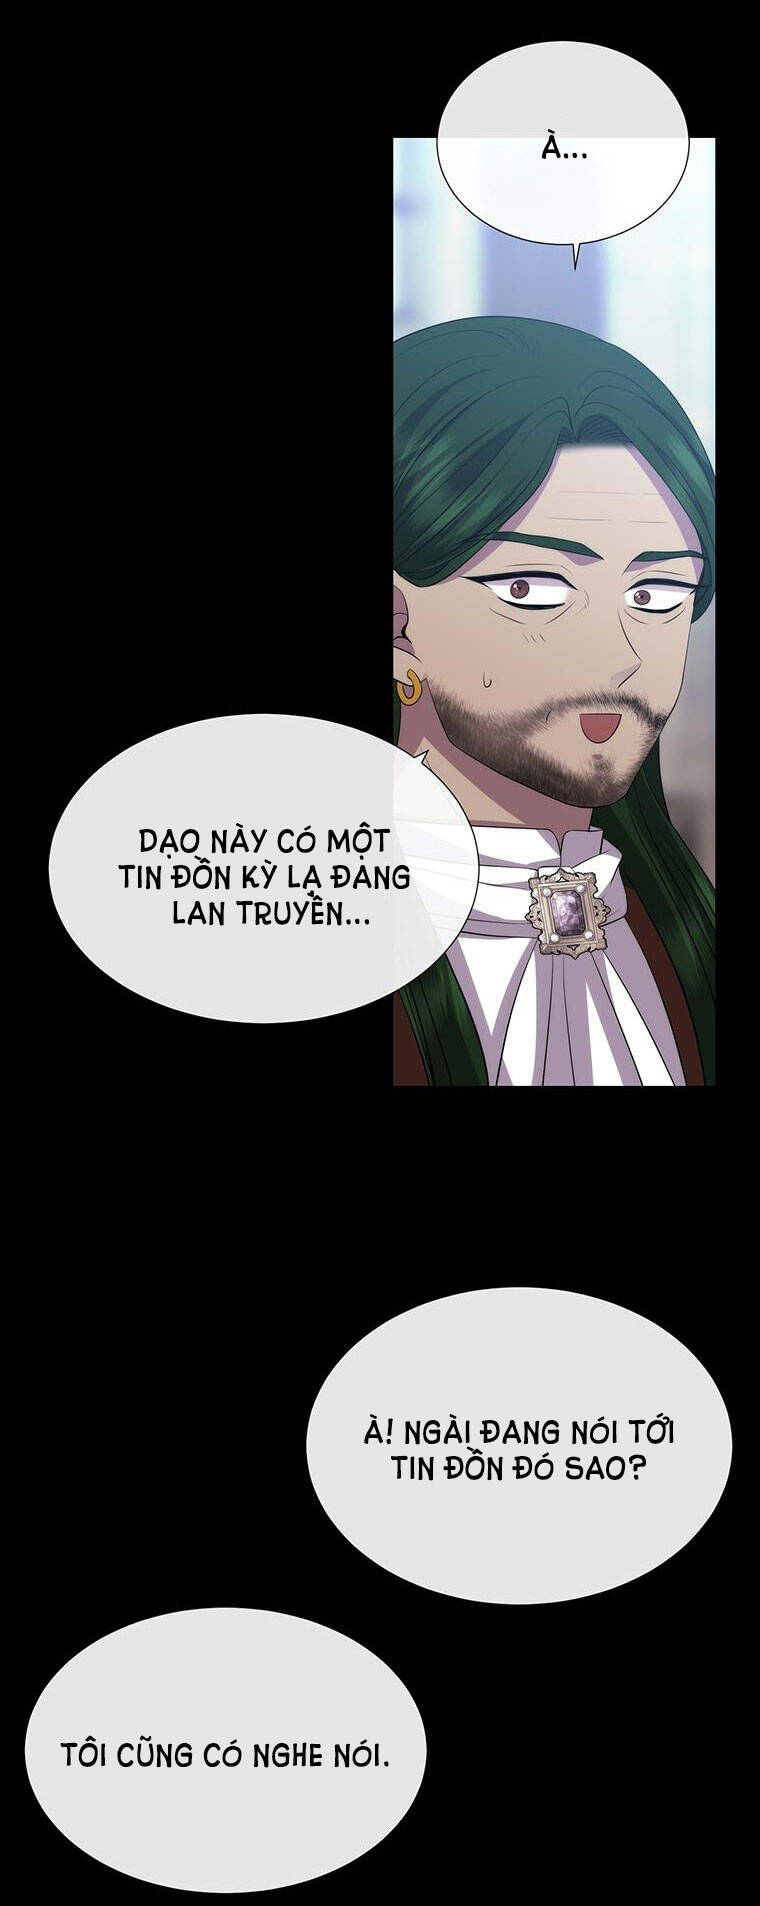 À...
DẠO NÀY CÓ MỘT
TIN ĐỒN KỲ LẠ ĐANG
LAN TRUYỀN...
À! NGÀI ĐANG NÓI TỚI
TIN ĐỒN ĐÓ SAO?
TÔI CŨNG CÓ NGHE NÓI.